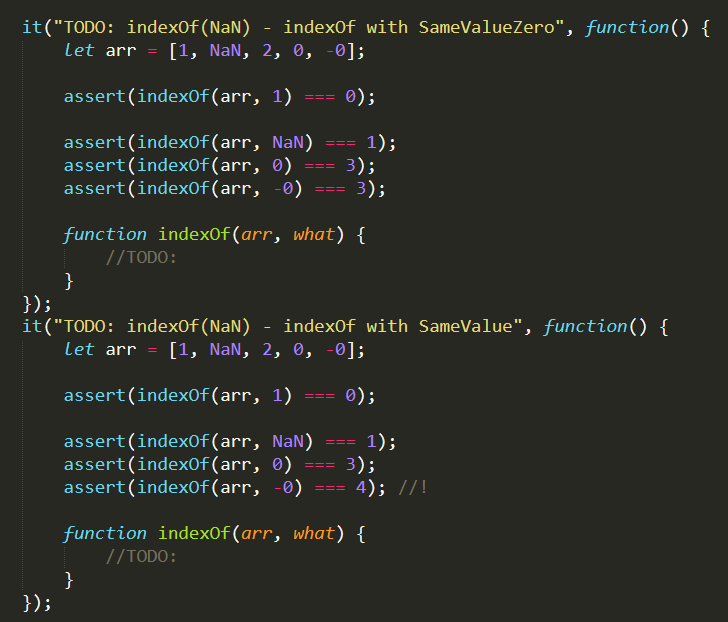 it("TODO: indexOf(NaN) - indexOf with SameValueZero", function() {
    let arr = [1, NaN, 2, 0, -0];
    assert(indexOf(arr, 1) === 0);
    assert(indexOf(arr, NaN) === 1);
    assert(indexOf(arr, 0) === 3);
    assert(indexOf(arr, -0) === 3);
    function indexOf(arr, what) {
        //TODO:
    }
});
it("TODO: indexOf(NaN) - indexOf with SameValue", function() {
    let arr = [1, NaN, 2, 0, -0];
    assert(indexOf(arr, 1) === 0);
    assert(indexOf(arr, NaN) === 1);
    assert(indexOf(arr, 0) === 3);
    assert(indexOf(arr, -0) === 4); //!
    function indexOf(arr, what) {
        //TODO:
    }
});